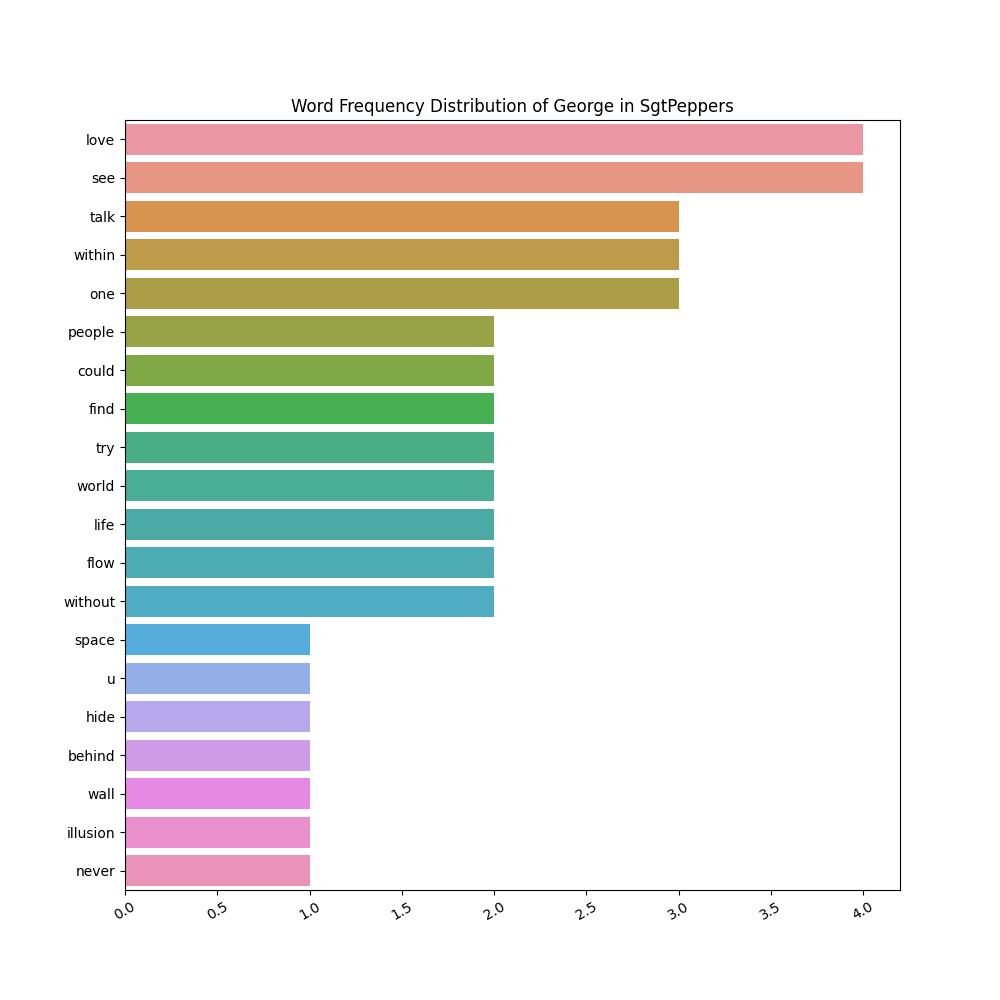 Word Frequency Distribution of George in SgtPeppers
love
see
talk
within
one
people
could
find
try
world
life
flow
without
space
u
hide
behind
wall
illusion
never
0.0 0.5 1.0 1.5 2.0 2.5 3.0 3.5 4.0